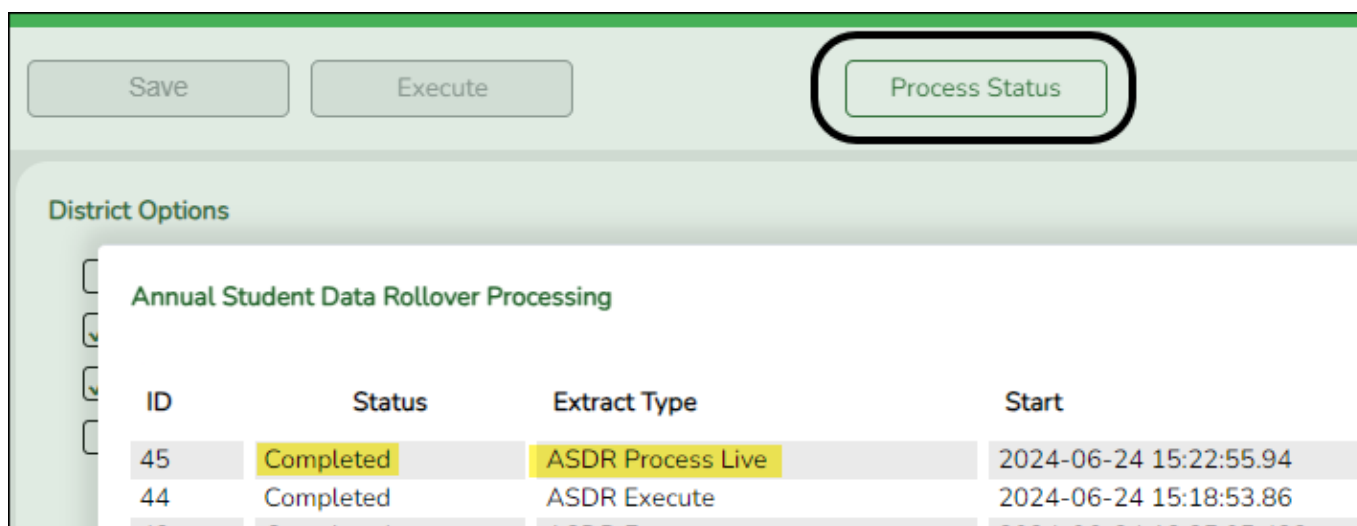 Save Execute Process Status
District Options
Annual Student Data Rollover Processing
ID Status Extract Type Start
45 Completed ASDR Process Live 2024-06-24 15:22:55.94
44 Completed ASDR Execute 2024-06-24 15:18:53.86